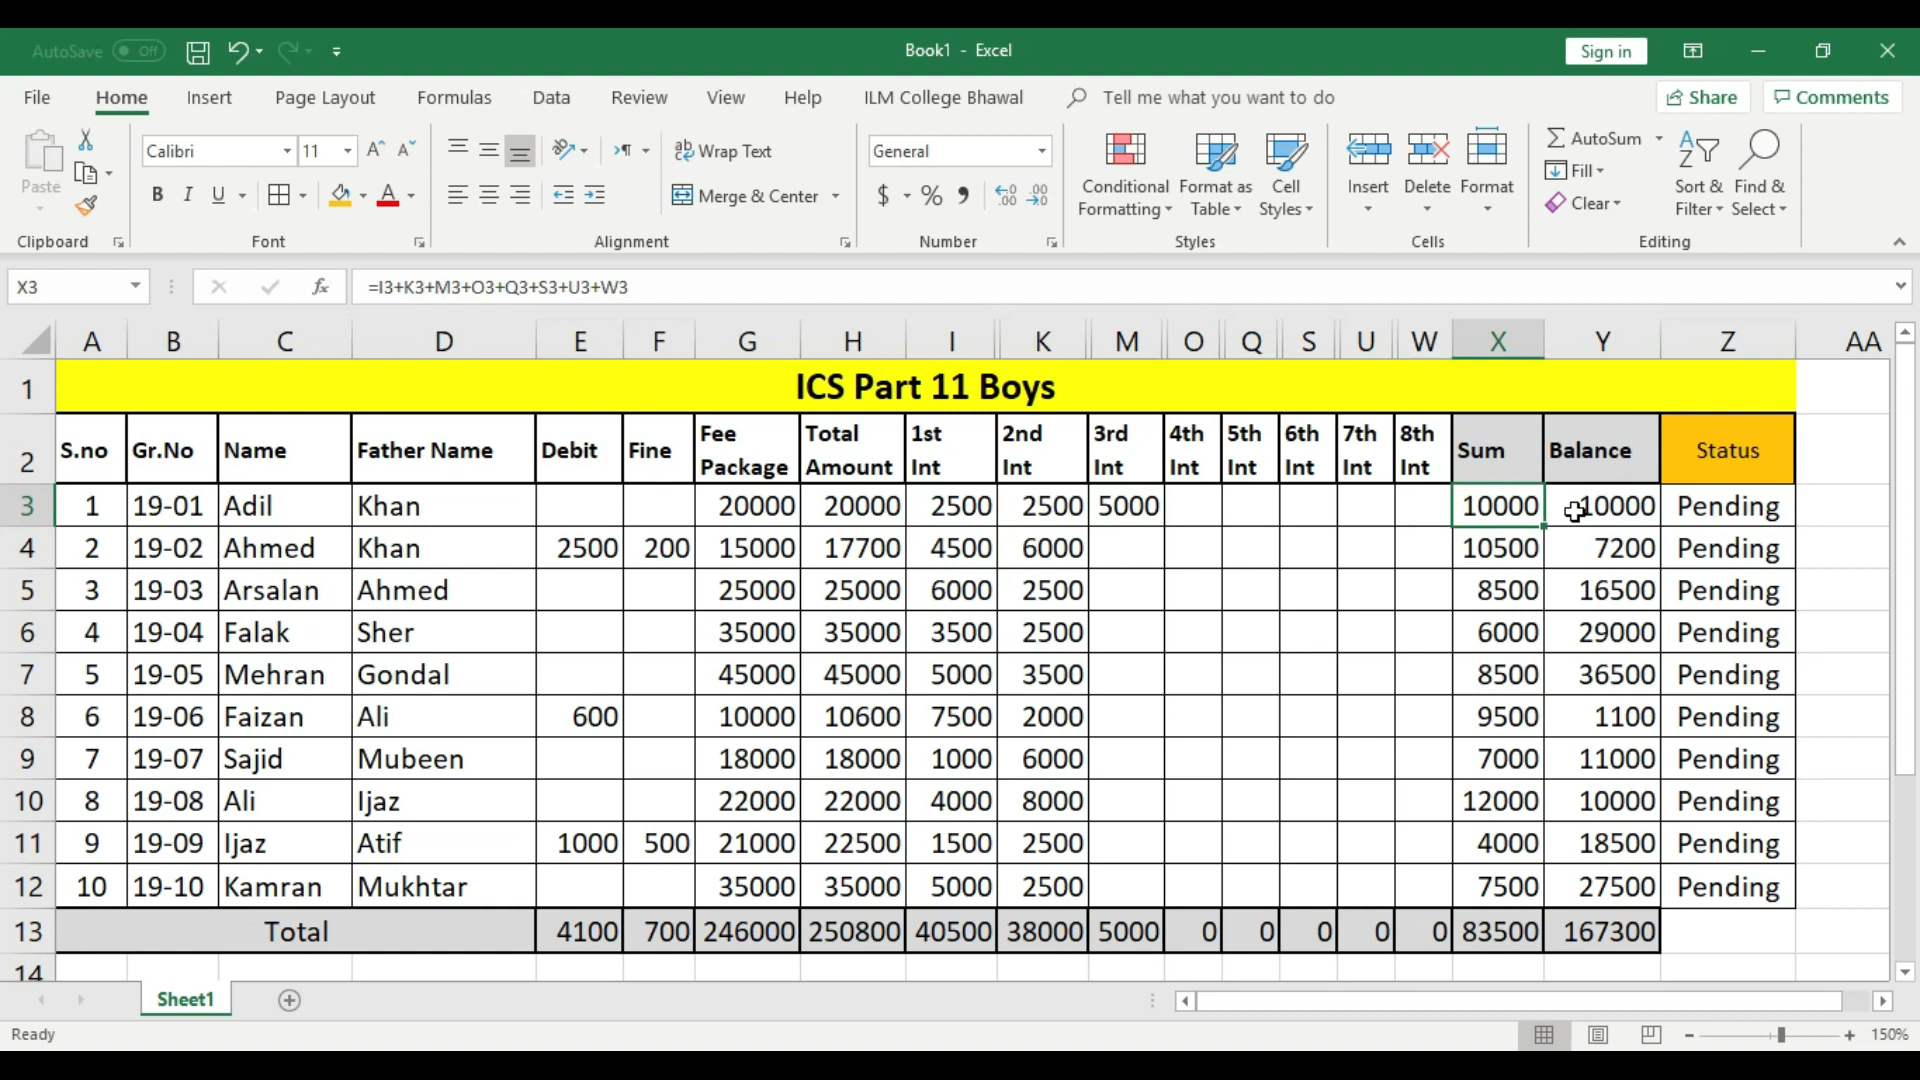 AutoSave Off Book1 - Excel Sign in
File Home Insert Page Layout Formulas Data Review View Help ILM College Bhawal Tell me what you want to do Share Comments
Paste Calibri 11 Wrap Text General Conditional Formatting Format as Table Cell Styles Insert Delete Format AutoSum Fill Clear Sort & Filter Find & Select
B I U Merge & Center $ %
Clipboard Font Alignment Number Styles Cells Editing
X3 fx =I3+K3+M3+O3+Q3+S3+U3+W3
A B C D E F G H I K M O Q S U W X Y Z AA
1 ICS Part 11 Boys
2 S.no Gr.No Name Father Name Debit Fine Fee Package Total Amount 1st Int 2nd Int 3rd Int 4th Int 5th Int 6th Int 7th Int 8th Int Sum Balance Status
3 1 19-01 Adil Khan 20000 20000 2500 2500 5000 10000 10000 Pending
4 2 19-02 Ahmed Khan 2500 200 15000 17700 4500 6000 10500 7200 Pending
5 3 19-03 Arsalan Ahmed 25000 25000 6000 2500 8500 16500 Pending
6 4 19-04 Falak Sher 35000 35000 3500 2500 6000 29000 Pending
7 5 19-05 Mehran Gondal 45000 45000 5000 3500 8500 36500 Pending
8 6 19-06 Faizan Ali 600 10000 10600 7500 2000 9500 1100 Pending
9 7 19-07 Sajid Mubeen 18000 18000 1000 6000 7000 11000 Pending
10 8 19-08 Ali Ijaz 22000 22000 4000 8000 12000 10000 Pending
11 9 19-09 Ijaz Atif 1000 500 21000 22500 1500 2500 4000 18500 Pending
12 10 19-10 Kamran Mukhtar 35000 35000 5000 2500 7500 27500 Pending
13 Total 4100 700 246000 250800 40500 38000 5000 0 0 0 0 0 83500 167300
14
Sheet1
Ready 150%